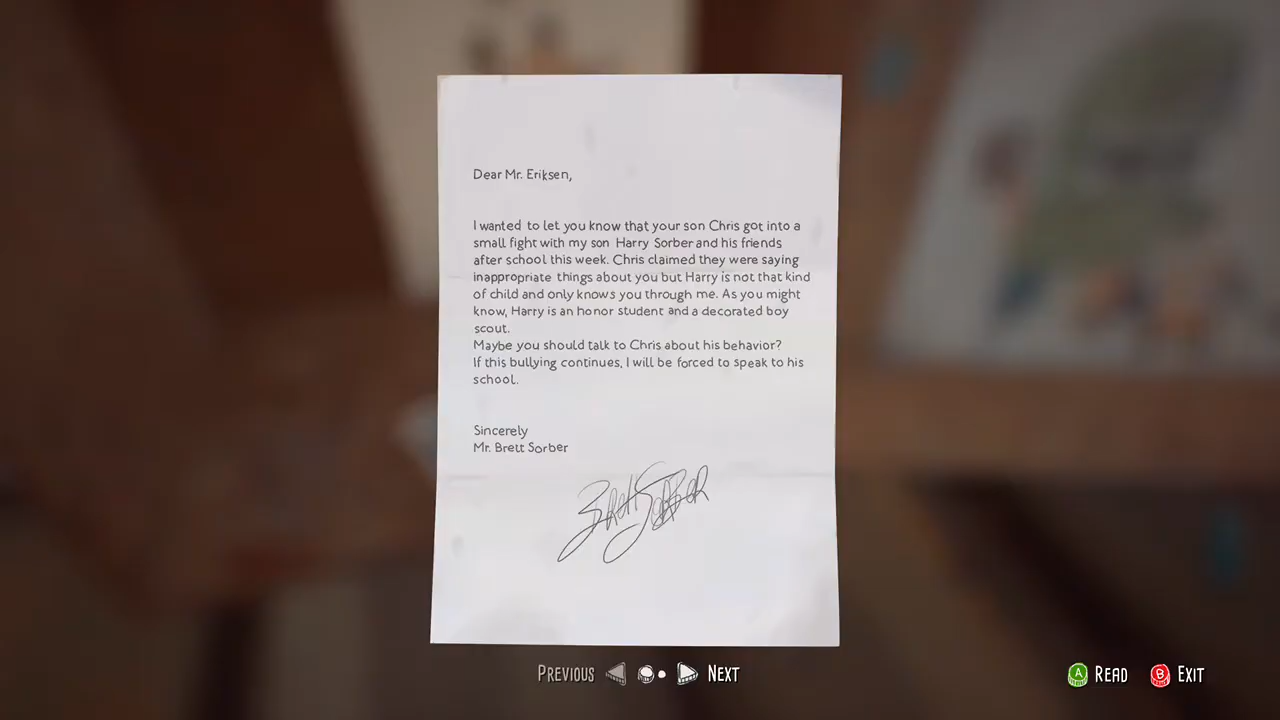 Dear Mr. Eriksen,
I wanted to let you know that your son Chris got into a
small fight with my son Harry Sorber and his friends
after school this week. Chris claimed they were saying
inappropriate things about you but Harry is not that kind
of child and only knows you through me. As you might
know, Harry is an honor student and a decorated boy
scout.
Maybe you should talk to Chris about his behavior?
If this bullying continues, I will be forced to speak to his
school.
Sincerely
Mr. Brett Sorber
Brett Sorber
PREVIOUS NEXT
A READ B EXIT